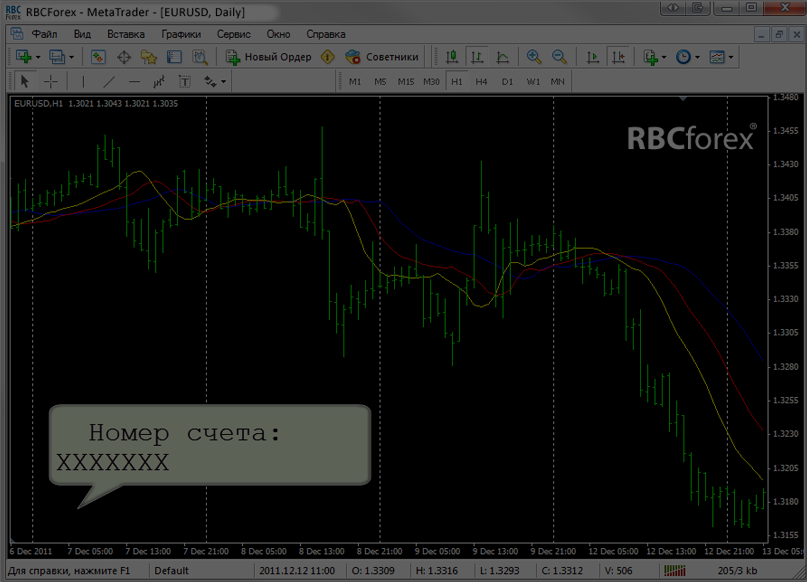 RBC Forex
RBCForex - MetaTrader - [EURUSD, Daily]
Файл Вид Вставка Графики Сервис Окно Справка
Новый Ордер Советники
M1 M5 M15 M30 H1 H4 D1 W1 MN
EURUSD,H1 1.3021 1.3043 1.3021 1.3035
RBCforex®
1.3480
1.3455
1.3430
1.3405
1.3380
1.3355
1.3330
1.3305
1.3280
1.3255
1.3230
1.3205
1.3180
1.3155
Номер счета:
XXXXXXX
6 Dec 2011 7 Dec 05:00 7 Dec 13:00 7 Dec 21:00 8 Dec 05:00 8 Dec 13:00 8 Dec 21:00 9 Dec 05:00 9 Dec 13:00 9 Dec 21:00 12 Dec 05:00 12 Dec 13:00 12 Dec 21:00 13 Dec 05:
Для справки, нажмите F1 Default 2011.12.12 11:00 O: 1.3309 H: 1.3316 L: 1.3293 C: 1.3312 V: 506 205/3 kb